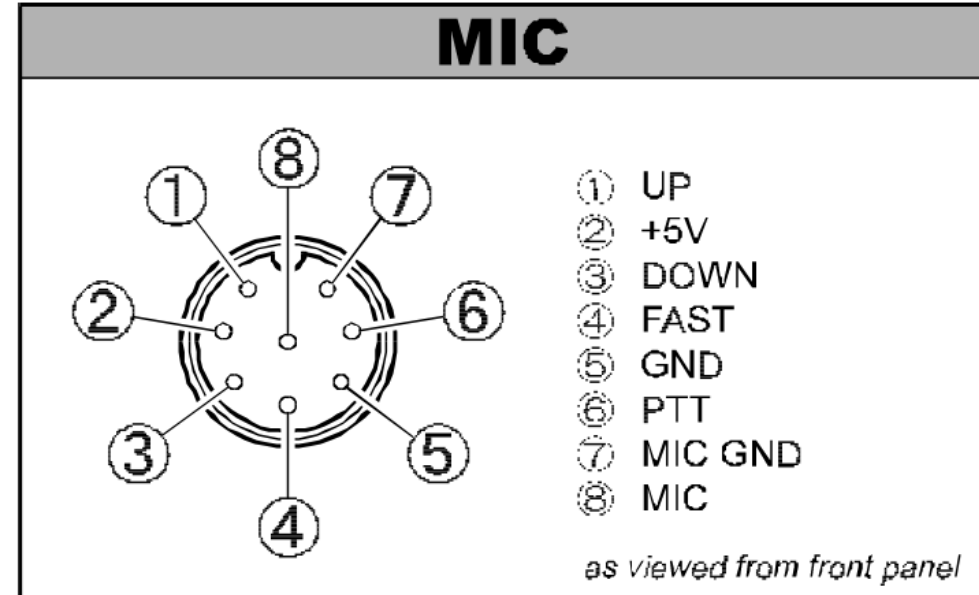 MIC
8
1 7
2 6
3 5
4
① UP
② +5V
③ DOWN
④ FAST
⑤ GND
⑥ PTT
⑦ MIC GND
⑧ MIC
as viewed from front panel